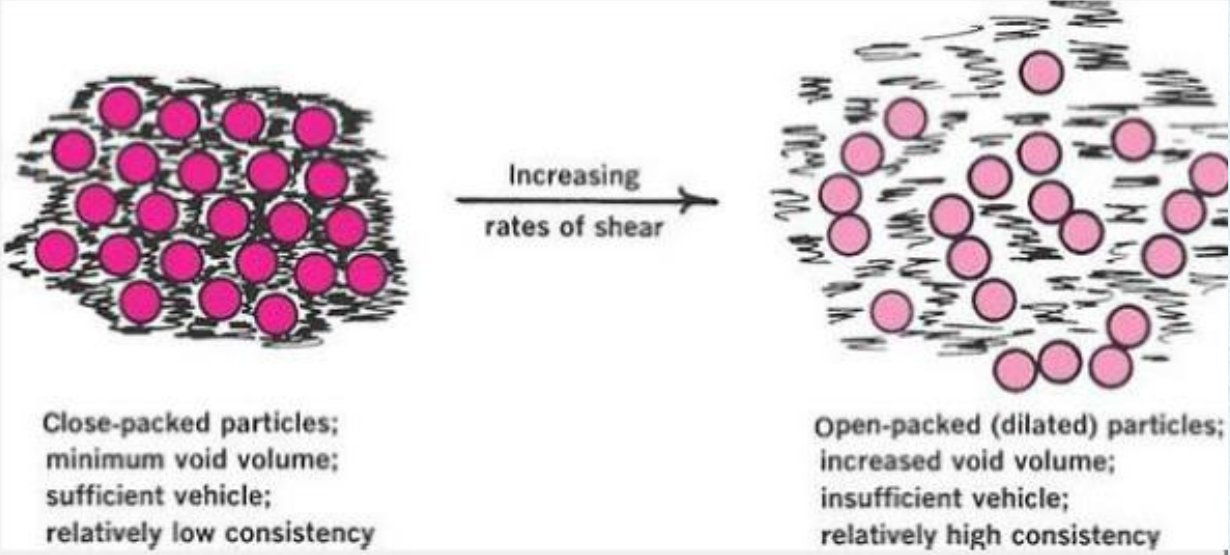 Increasing
rates of shear
Close-packed particles;
minimum void volume;
sufficient vehicle;
relatively low consistency
Open-packed (dilated) particles;
increased void volume;
insufficient vehicle;
relatively high consistency